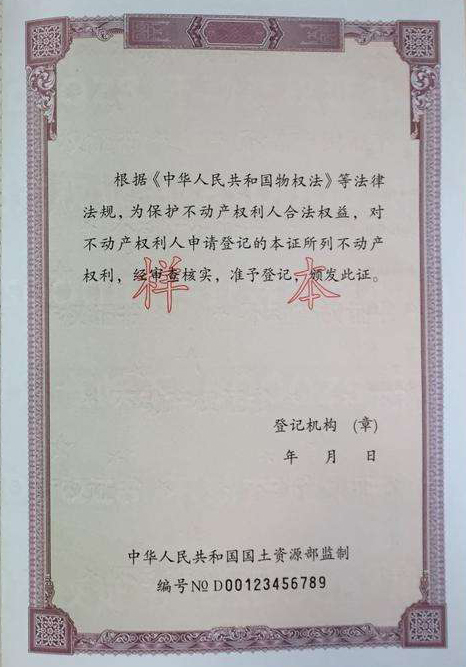 根据《中华人民共和国物权法》等法律
法规，为保护不动产权利人合法权益，对
不动产权利人申请登记的本证所列不动产
权利，经审查核实，准予登记，颁发此证。
样本
登记机构 (章)
年 月 日
中华人民共和国国土资源部监制
编号 No D00123456789